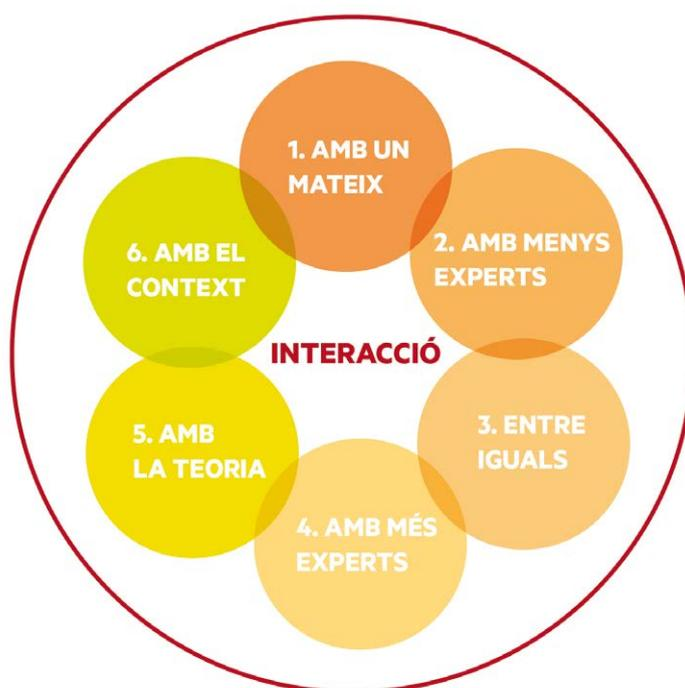 1. AMB UN
MATEIX
2. AMB MENYS
EXPERTS
3. ENTRE
IGUALS
4. AMB MÉS
EXPERTS
5. AMB
LA TEORIA
6. AMB EL
CONTEXT
INTERACCIÓ